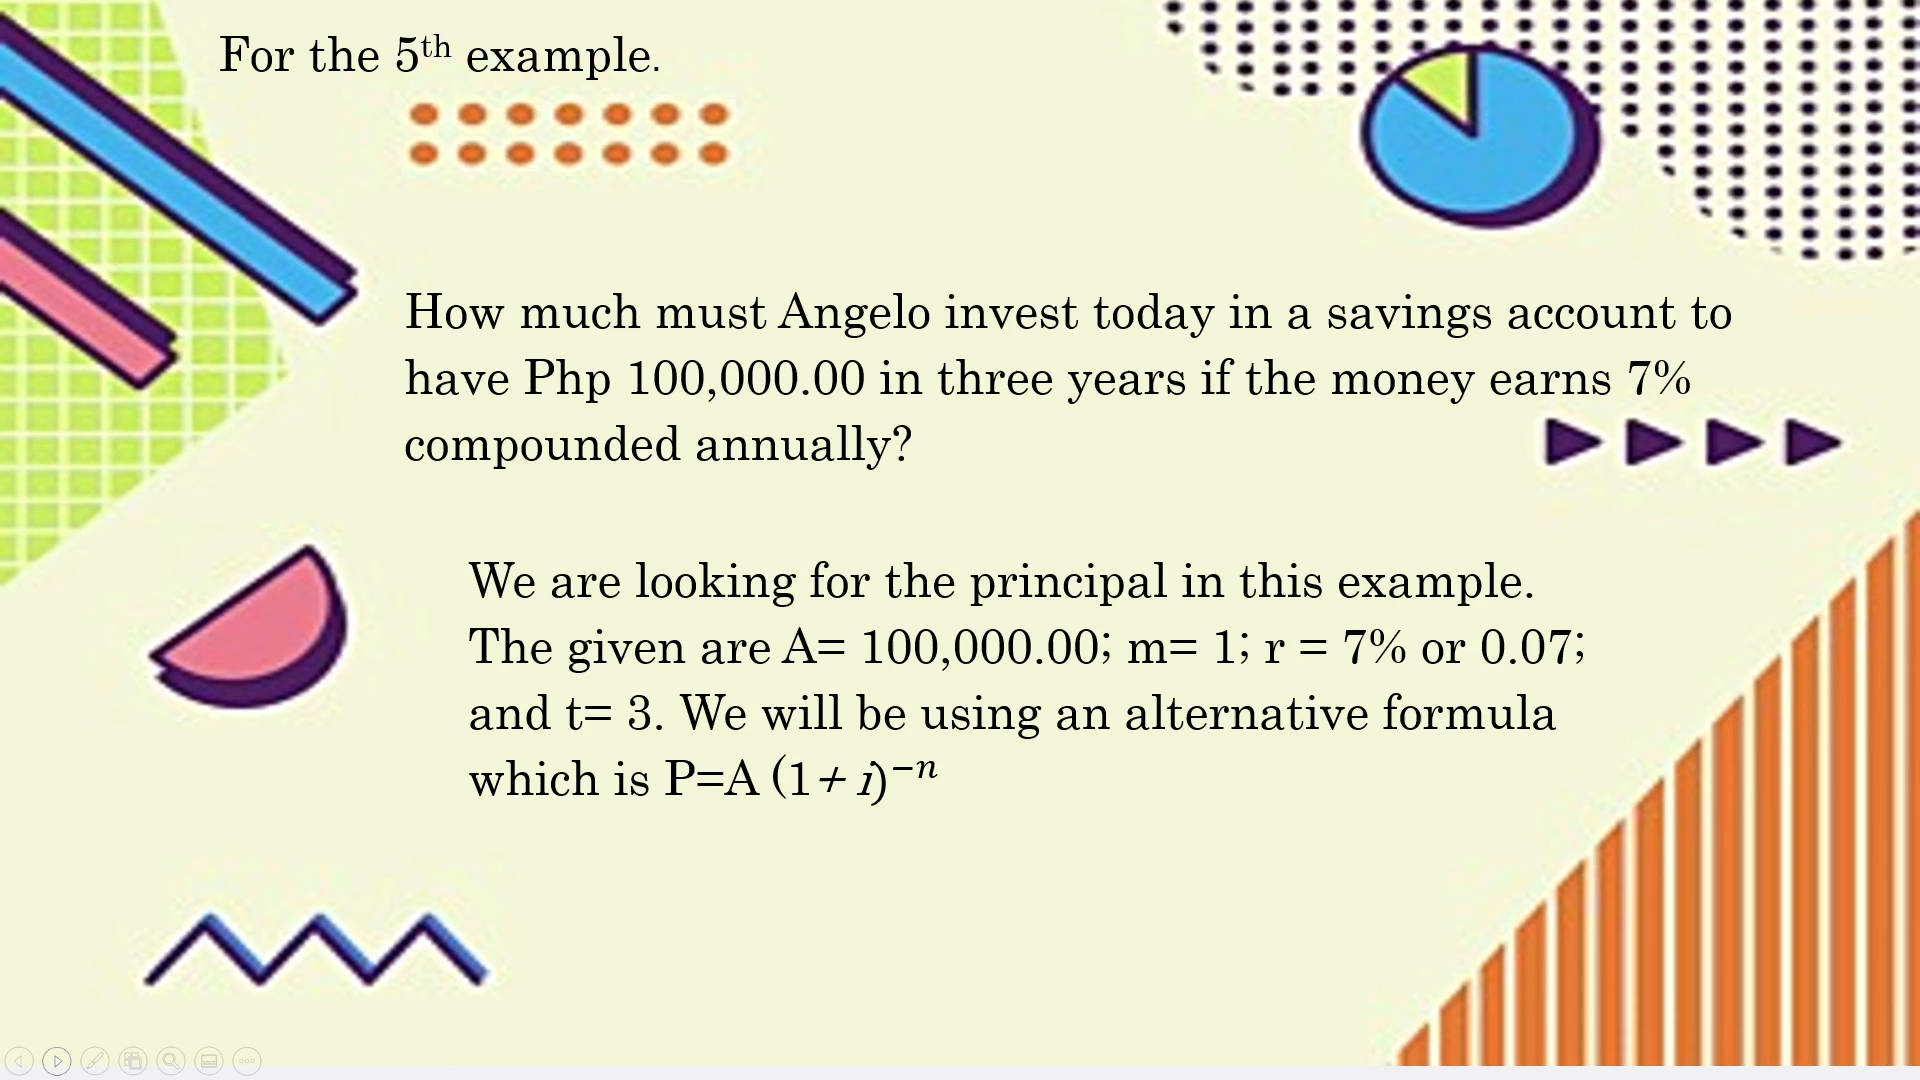 For the 5th example.
How much must Angelo invest today in a savings account to
have Php 100,000.00 in three years if the money earns 7%
compounded annually?
We are looking for the principal in this example.
The given are A= 100,000.00; m= 1; r = 7% or 0.07;
and t= 3. We will be using an alternative formula
which is P=A (1+ i)⁻ⁿ